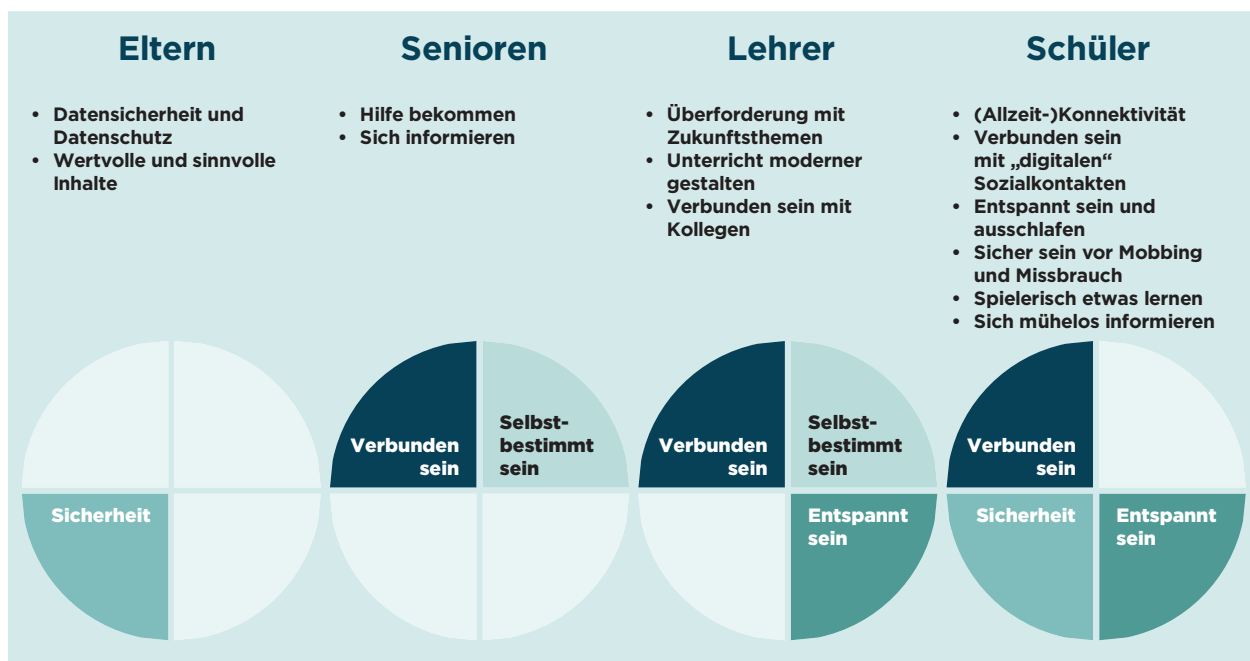 Eltern
• Datensicherheit und
Datenschutz
• Wertvolle und sinnvolle
Inhalte
Sicherheit
Senioren
• Hilfe bekommen
• Sich informieren
Verbunden
sein
Selbst-
bestimmt
sein
Lehrer
• Überforderung mit
Zukunftsthemen
• Unterricht moderner
gestalten
• Verbunden sein mit
Kollegen
Verbunden
sein
Selbst-
bestimmt
sein
Entspannt
sein
Schüler
• (Allzeit-)Konnektivität
• Verbunden sein
mit „digitalen“
Sozialkontakten
• Entspannt sein und
ausschlafen
• Sicher sein vor Mobbing
und Missbrauch
• Spielerisch etwas lernen
• Sich mühelos informieren
Verbunden
sein
Sicherheit
Entspannt
sein